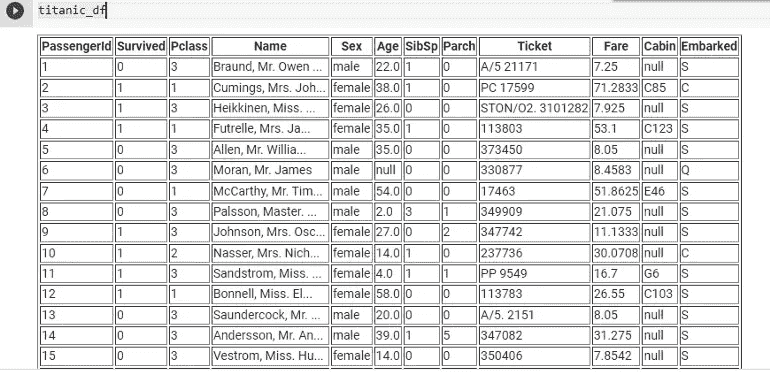 titanic_df
PassengerId Survived Pclass Name Sex Age SibSp Parch Ticket Fare Cabin Embarked
1 0 3 Braund, Mr. Owen ... male 22.0 1 0 A/5 21171 7.25 null S
2 1 1 Cumings, Mrs. Joh... female 38.0 1 0 PC 17599 71.2833 C85 C
3 1 3 Heikkinen, Miss. ... female 26.0 0 0 STON/O2. 3101282 7.925 null S
4 1 1 Futrelle, Mrs. Ja... female 35.0 1 0 113803 53.1 C123 S
5 0 3 Allen, Mr. Willia... male 35.0 0 0 373450 8.05 null S
6 0 3 Moran, Mr. James male null 0 0 330877 8.4583 null Q
7 0 1 McCarthy, Mr. Tim... male 54.0 0 0 17463 51.8625 E46 S
8 0 3 Palsson, Master. ... male 2.0 3 1 349909 21.075 null S
9 1 3 Johnson, Mrs. Osc... female 27.0 0 2 347742 11.1333 null S
10 1 2 Nasser, Mrs. Nich... female 14.0 1 0 237736 30.0708 null C
11 1 3 Sandstrom, Miss. ... female 4.0 1 1 PP 9549 16.7 G6 S
12 1 1 Bonnell, Miss. El... female 58.0 0 0 113783 26.55 C103 S
13 0 3 Saundercock, Mr. ... male 20.0 0 0 A/5. 2151 8.05 null S
14 0 3 Andersson, Mr. An... male 39.0 1 5 347082 31.275 null S
15 0 3 Vestrom, Miss. Hu... female 14.0 0 0 350406 7.8542 null S